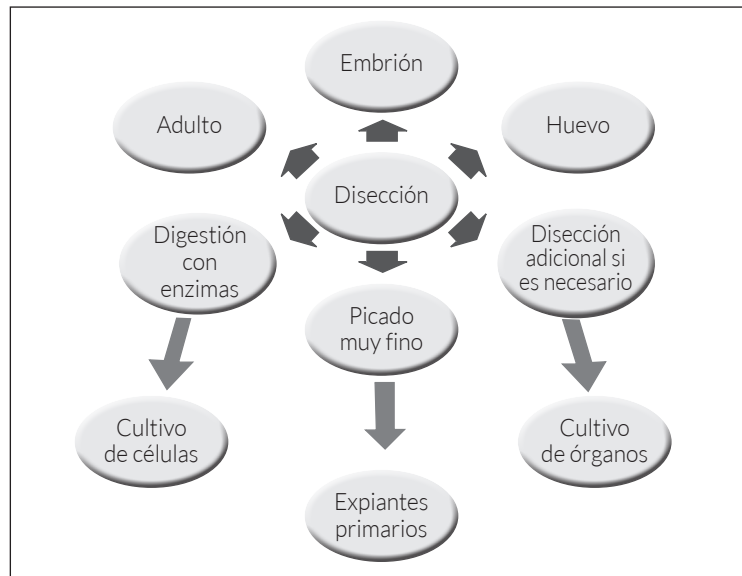 Embrión
Adulto
Huevo
Disección
Digestión
con
enzimas
Disección
adicional si
es necesario
Picado
muy fino
Cultivo
de células
Cultivo
de órganos
Expiantes
primarios